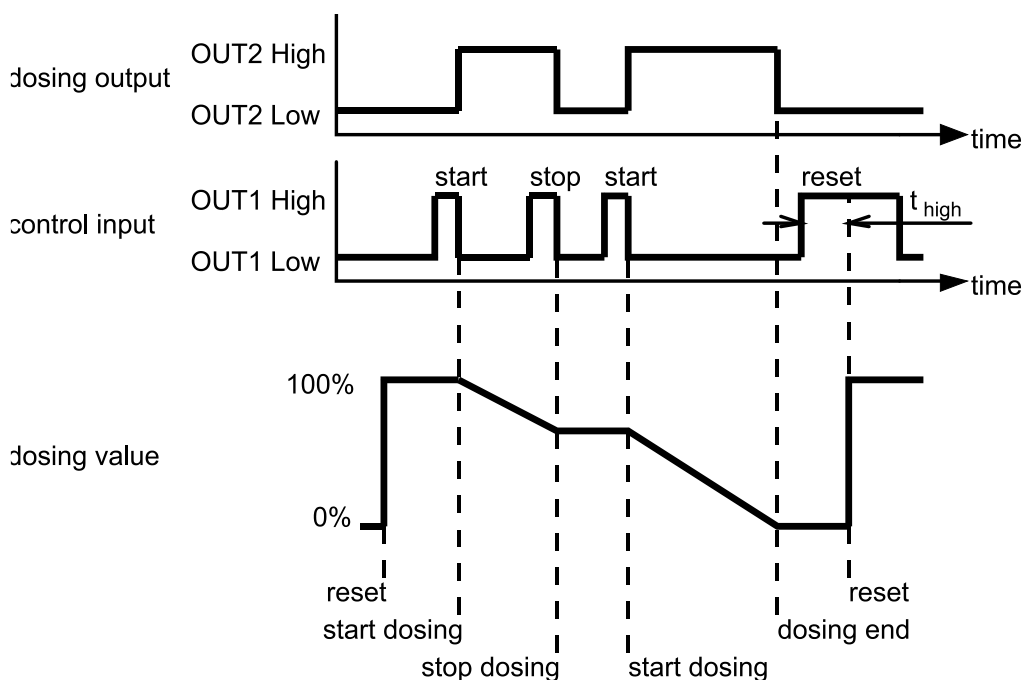 OUT2 High
dosing output
OUT2 Low
time
start stop start reset
OUT1 High
t high
control input
OUT1 Low
time
100%
dosing value
0%
reset reset
start dosing dosing end
stop dosing start dosing